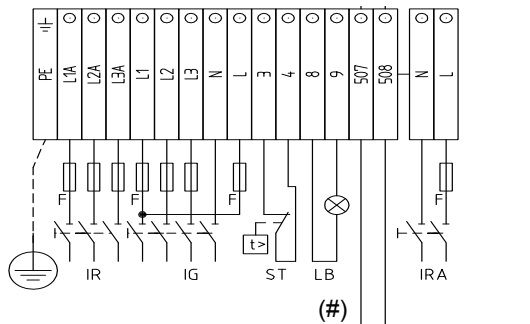 PE L1A L2A L3A L1 L2 L3 N L 3 4 8 9 507 508 N L
F F F F
t>
IR IG ST LB IRA
(#)